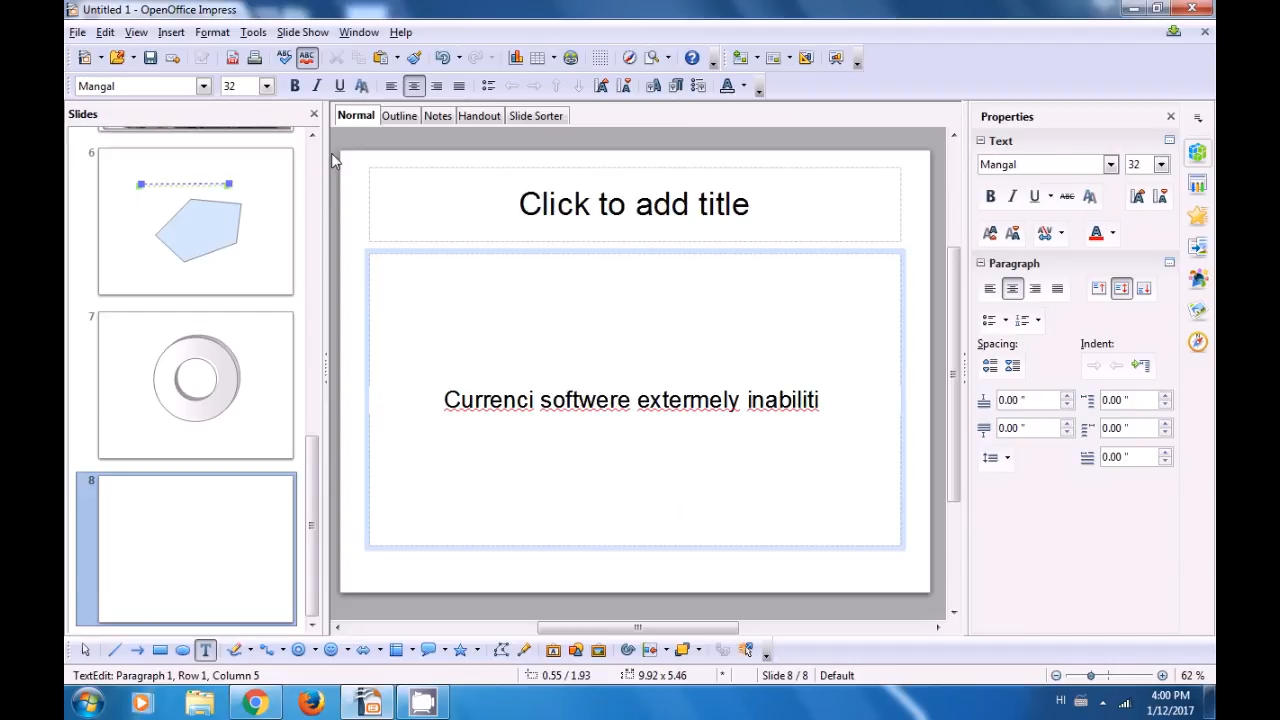 Untitled 1 - OpenOffice Impress
File Edit View Insert Format Tools Slide Show Window Help
Mangal 32
Slides
Normal Outline Notes Handout Slide Sorter
Properties
Text
Mangal 32
Paragraph
Spacing: Indent:
0.00 " 0.00 "
0.00 " 0.00 "
0.00 "
6
7
8
Click to add title
Currenci softwere extermely inabiliti
TextEdit: Paragraph 1, Row 1, Column 5 0.55 / 1.93 9.92 x 5.46 * Slide 8 / 8 Default 62 %
HI 4:00 PM
1/12/2017